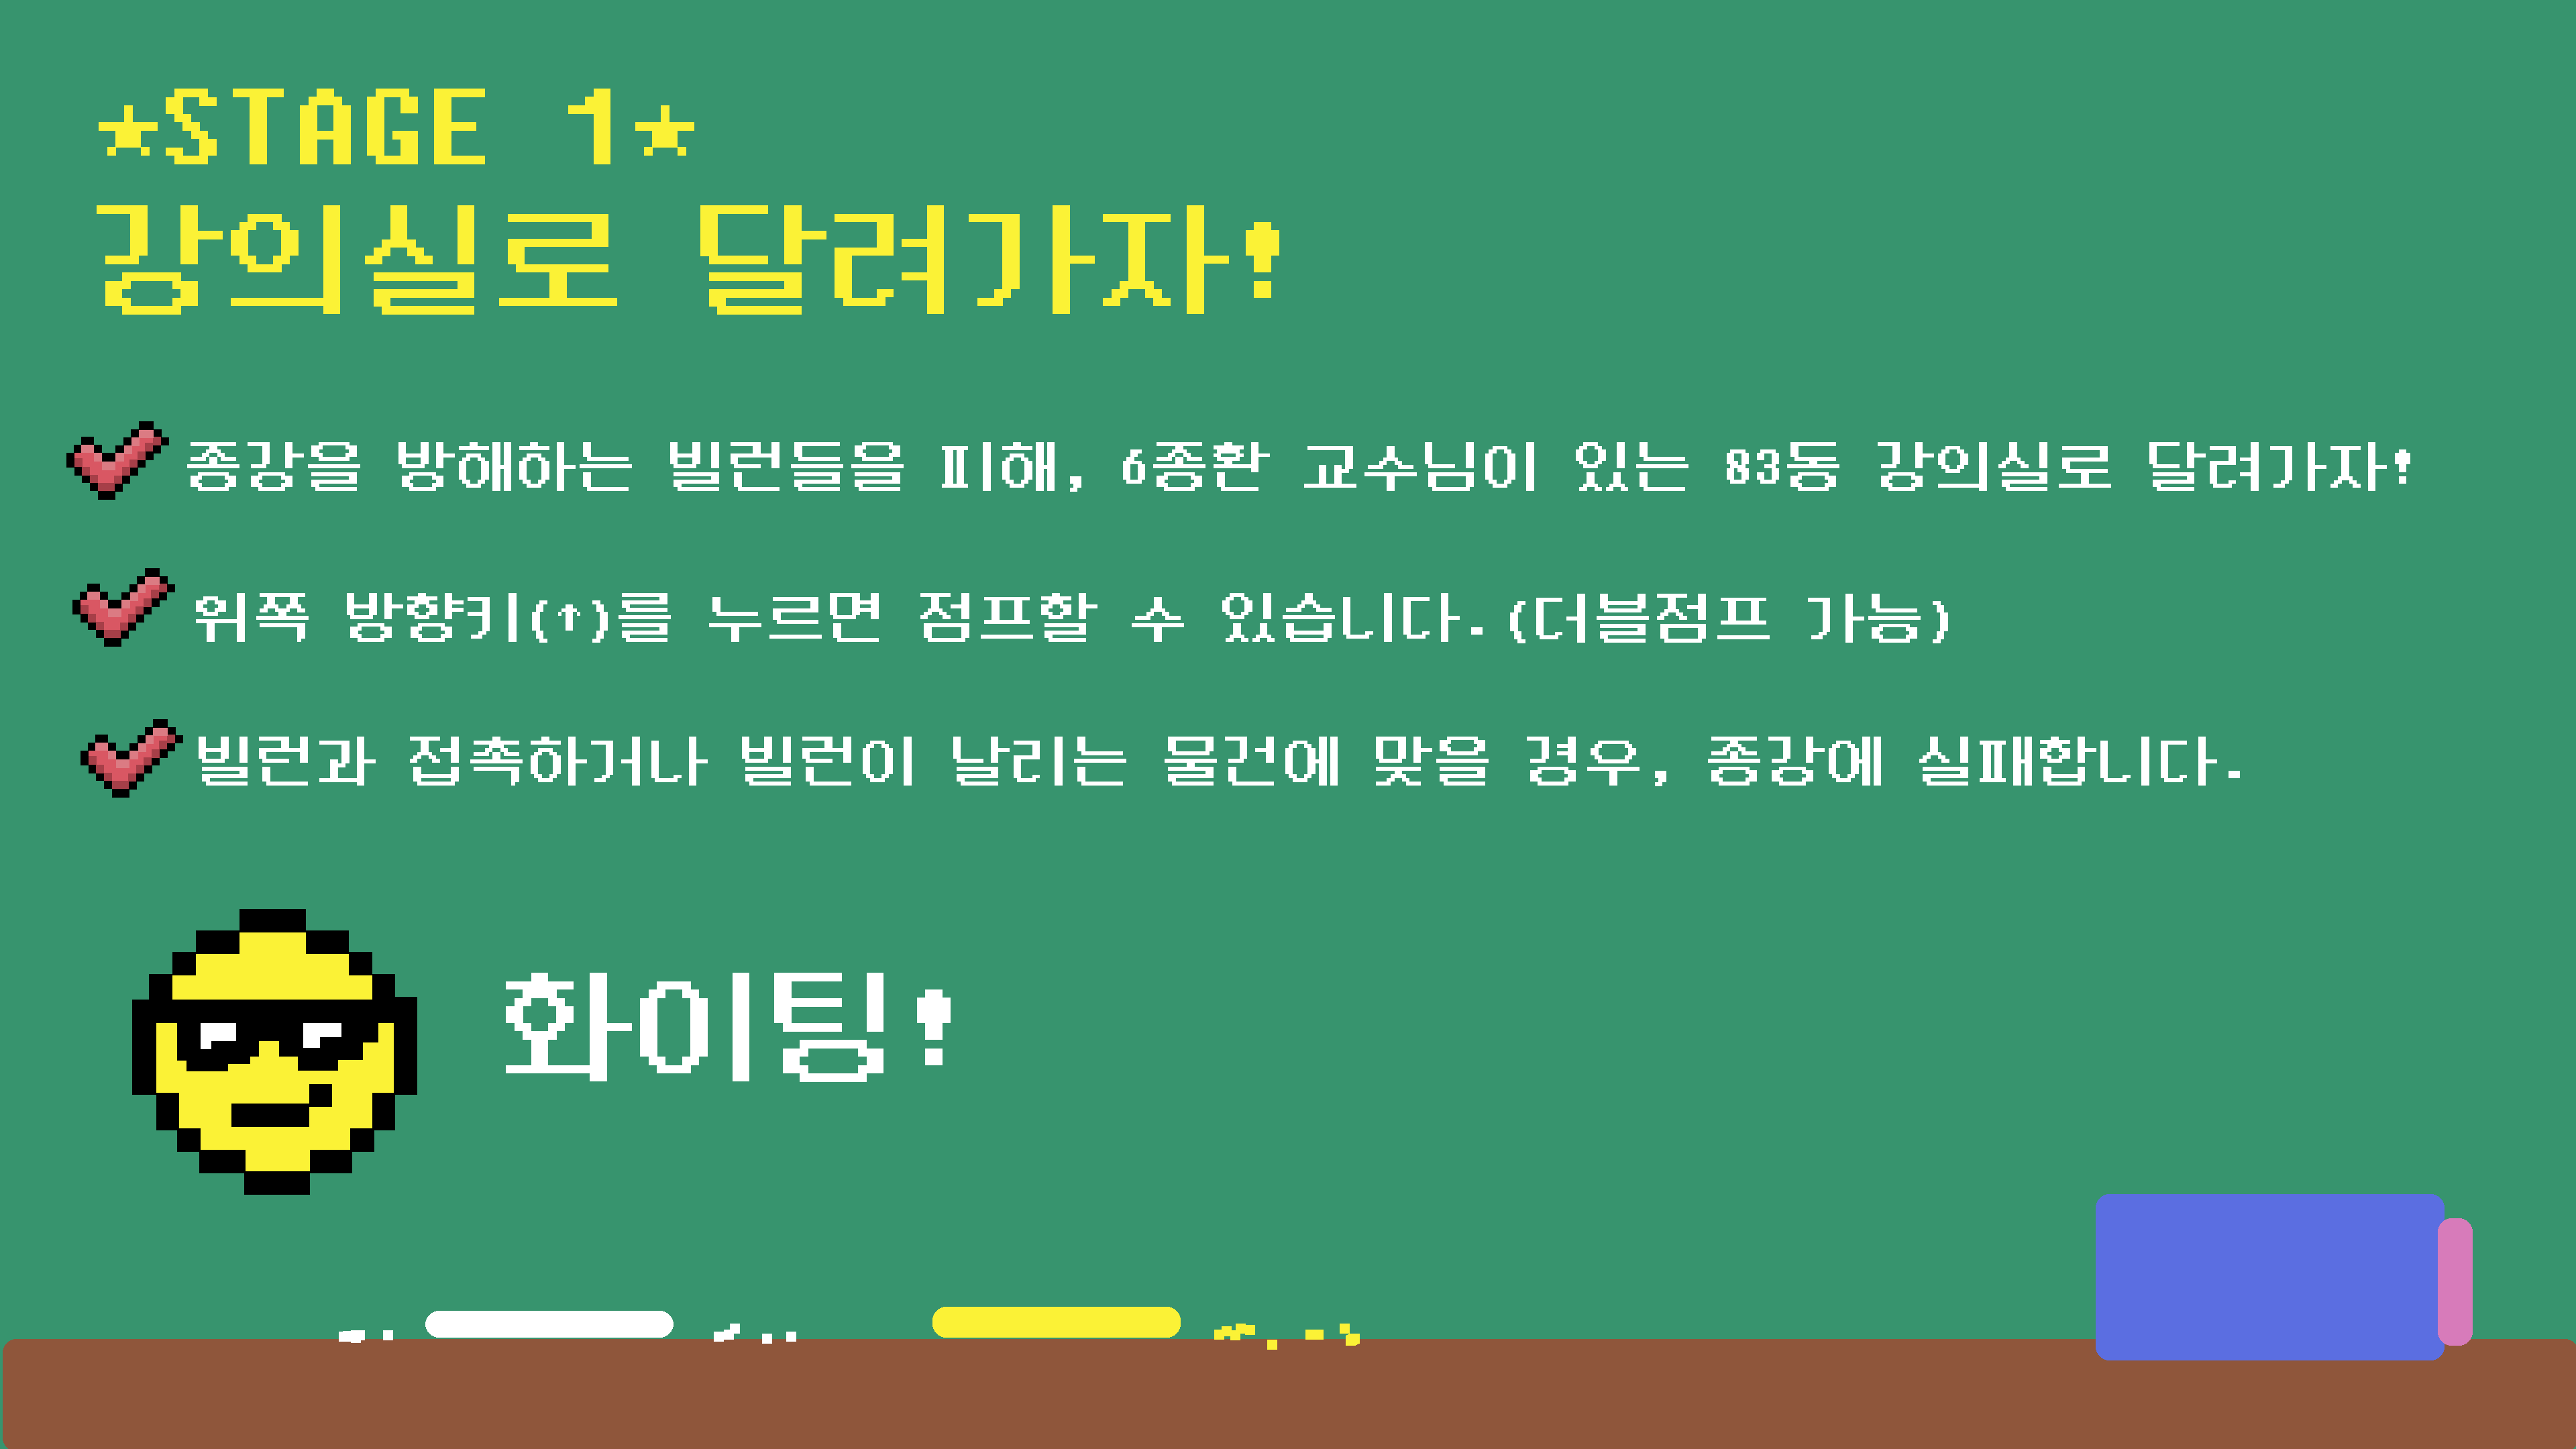 ★STAGE 1★
강의실로 달려가자!
종강을 방해하는 빌런들을 피해, 6종환 교수님이 있는 83동 강의실로 달려가자!
위쪽 방향키(↑)를 누르면 점프할 수 있습니다.(더블점프 가능)
빌런과 접촉하거나 빌런이 날리는 물건에 맞을 경우, 종강에 실패합니다.
화이팅!